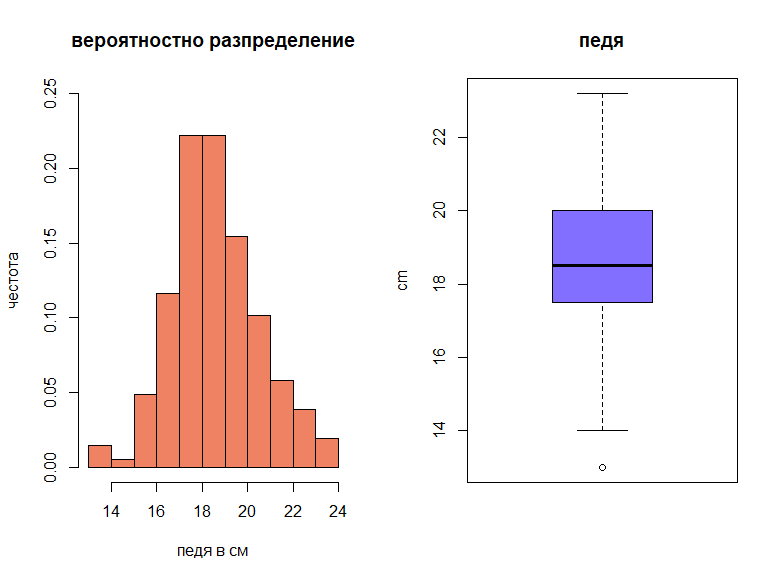 вероятностно разпределение
честота
0.25
0.20
0.15
0.10
0.05
0.00
14 16 18 20 22 24
педя в см
педя
cm
22
20
18
16
14